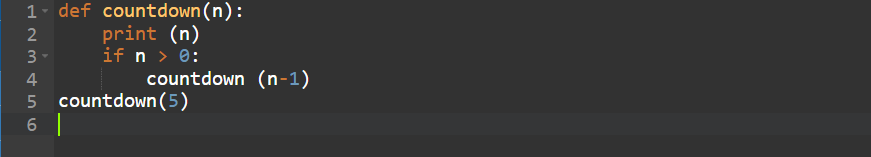 1 def countdown(n):
2     print (n)
3     if n > 0:
4         countdown (n-1)
5 countdown(5)
6